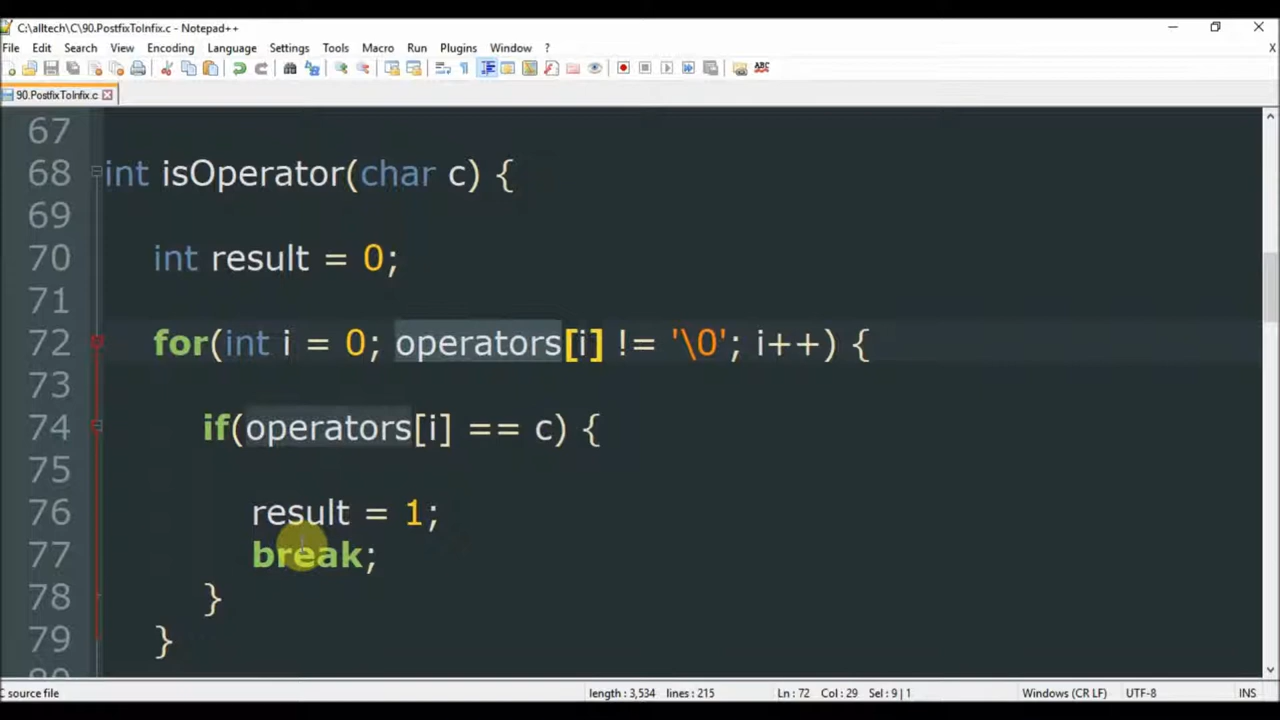 C:\alltech\C\90.PostfixToInfix.c - Notepad++
File Edit Search View Encoding Language Settings Tools Macro Run Plugins Window ? X
90.PostfixToInfix.c
67
68 int isOperator(char c) {
69
70 int result = 0;
71
72 for(int i = 0; operators[i] != '\0'; i++) {
73
74 if(operators[i] == c) {
75
76 result = 1;
77 break;
78 }
79 }
C source file length : 3,534 lines : 215 Ln : 72 Col : 29 Sel : 9 | 1 Windows (CR LF) UTF-8 INS